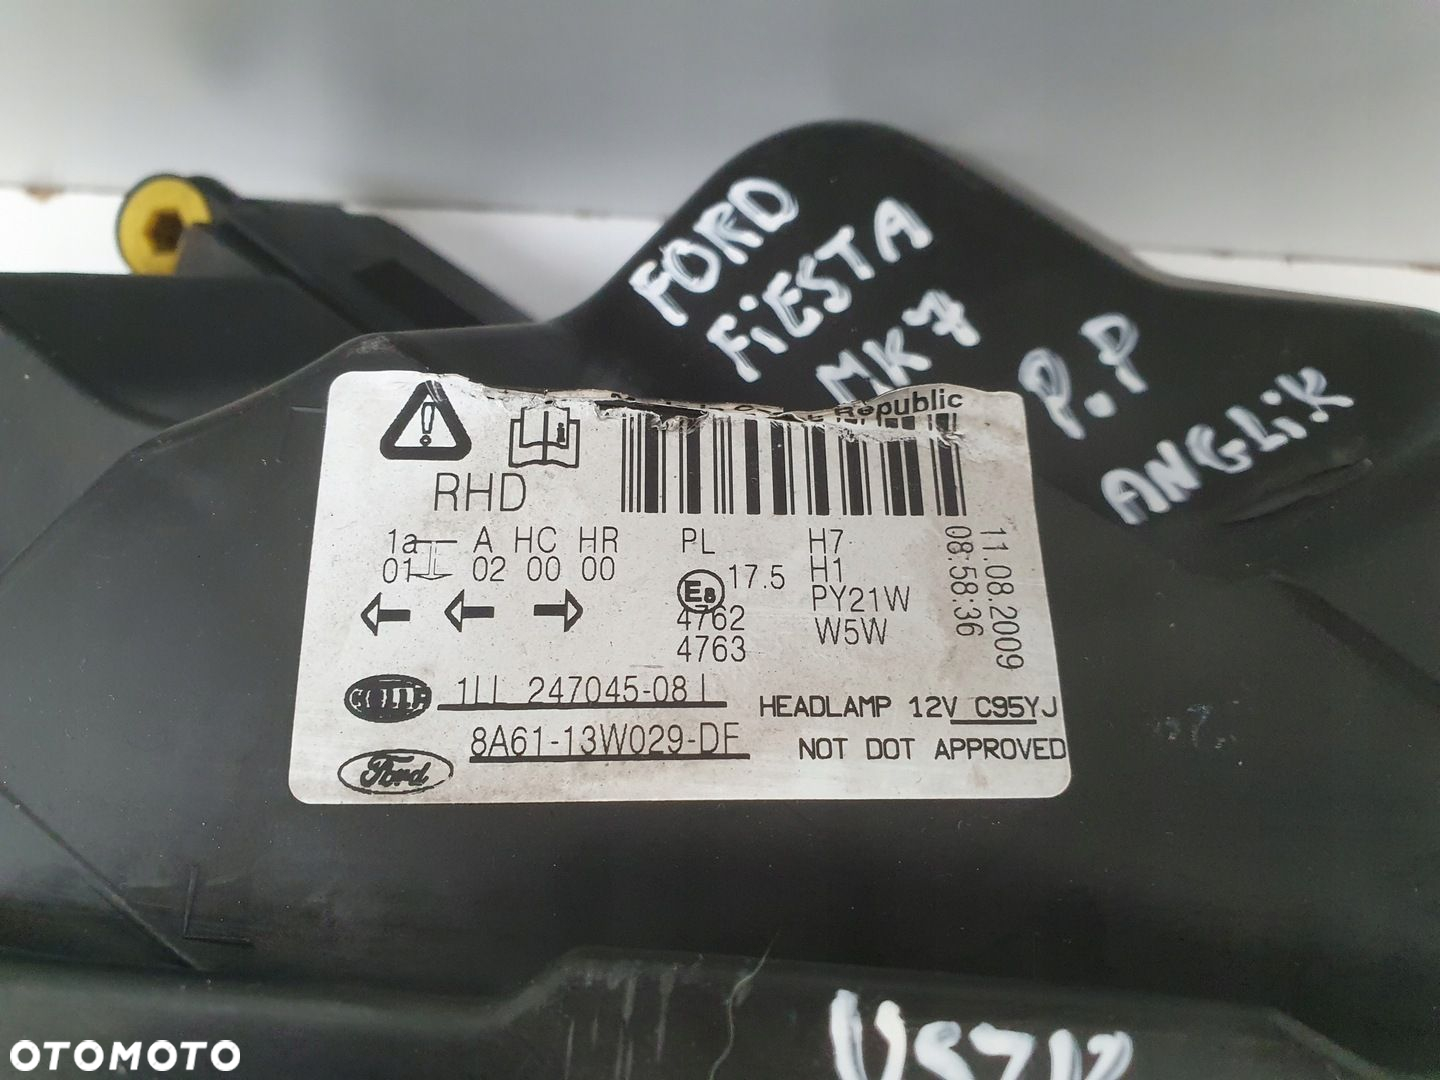 FORD
FiESTA
MK7
P.P
ANGLiK
Republic
RHD
1a A HC HR
01 02 00 00
PL
E8 17.5
4762
4763
H7
H1
PY21W
W5W
11.08.2009
08:58:36
HELLA 1LL 247045-08
Ford 8A61-13W029-DF
HEADLAMP 12V C95YJ
NOT DOT APPROVED
OTOMOTO